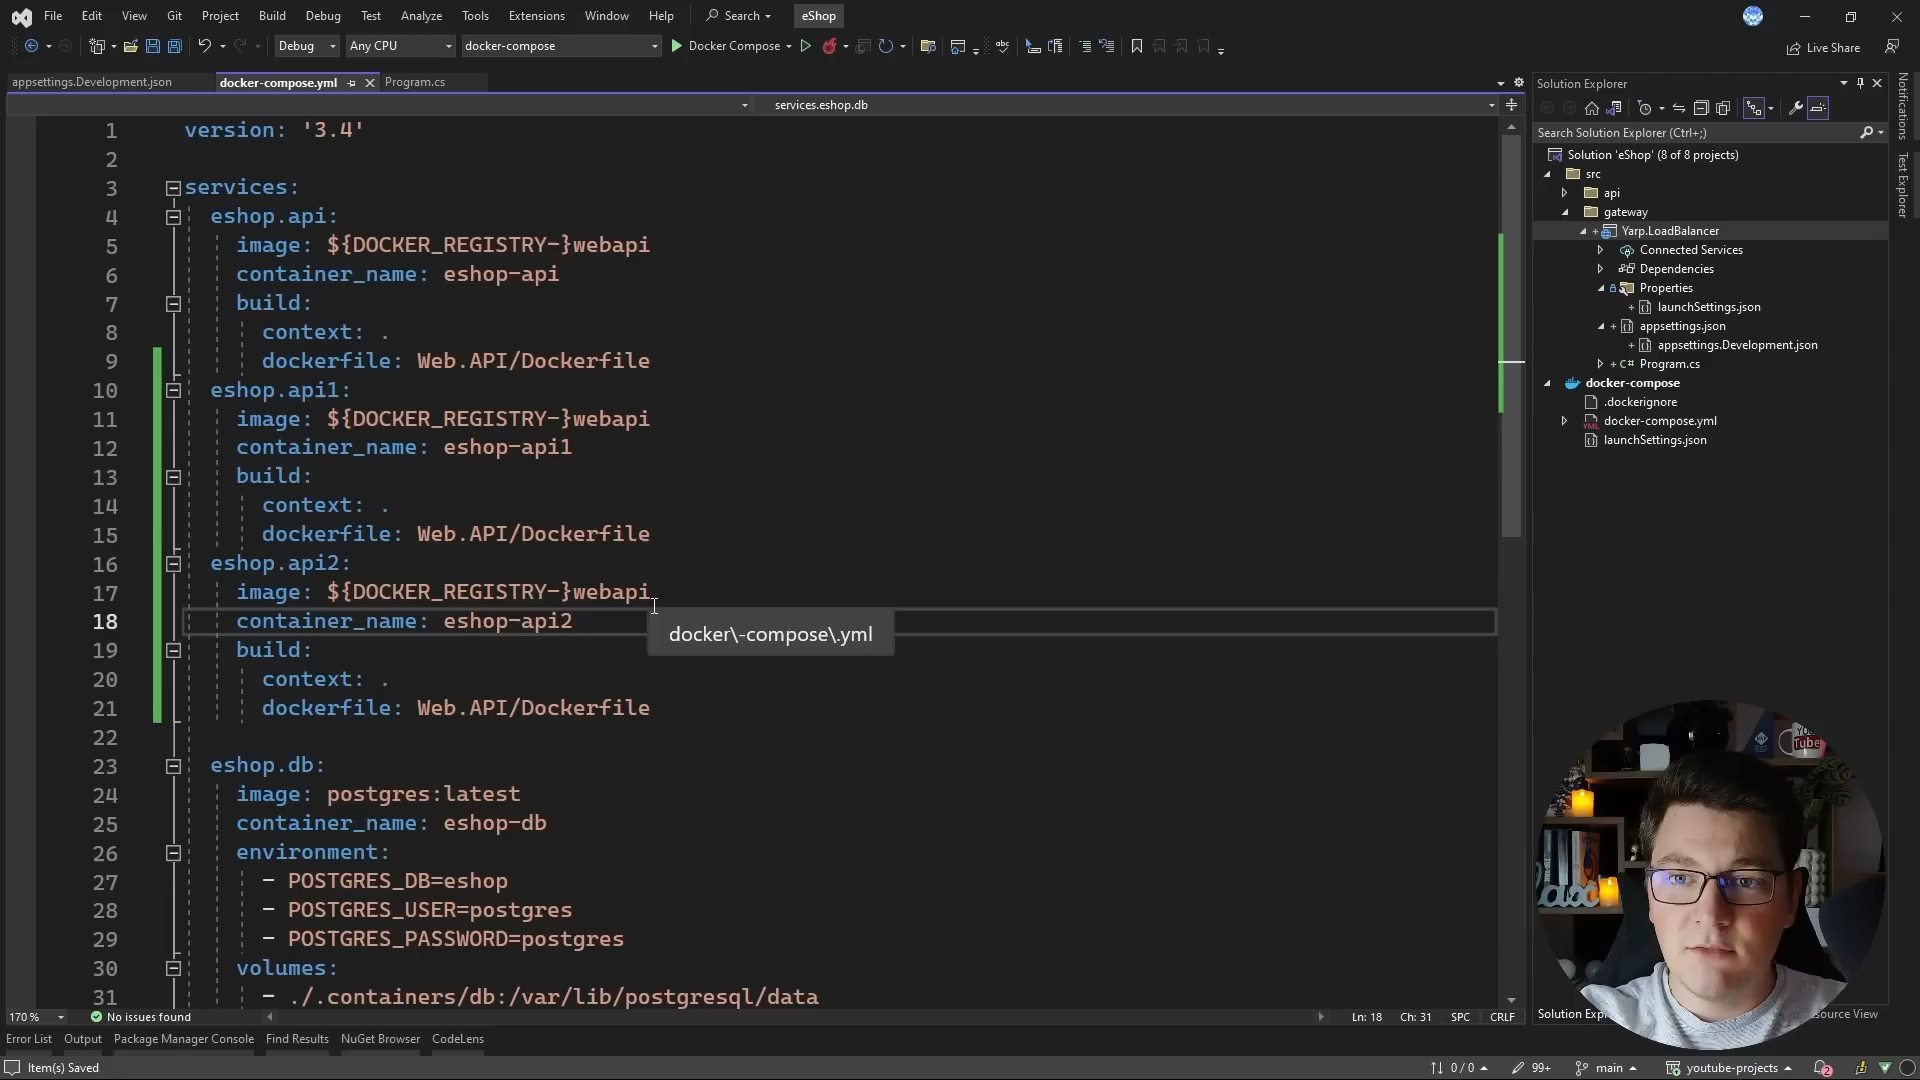 File Edit View Git Project Build Debug Test Analyze Tools Extensions Window Help Search eShop
Debug Any CPU docker-compose Docker Compose Live Share
appsettings.Development.json docker-compose.yml Program.cs
services.eshop.db
1 version: '3.4'
2
3 services:
4 eshop.api:
5 image: ${DOCKER_REGISTRY-}webapi
6 container_name: eshop-api
7 build:
8 context: .
9 dockerfile: Web.API/Dockerfile
10 eshop.api1:
11 image: ${DOCKER_REGISTRY-}webapi
12 container_name: eshop-api1
13 build:
14 context: .
15 dockerfile: Web.API/Dockerfile
16 eshop.api2:
17 image: ${DOCKER_REGISTRY-}webapi
18 container_name: eshop-api2
docker\-compose\.yml
19 build:
20 context: .
21 dockerfile: Web.API/Dockerfile
22
23 eshop.db:
24 image: postgres:latest
25 container_name: eshop-db
26 environment:
27 - POSTGRES_DB=eshop
28 - POSTGRES_USER=postgres
29 - POSTGRES_PASSWORD=postgres
30 volumes:
31 - ./.containers/db:/var/lib/postgresql/data
170 % No issues found Ln: 18 Ch: 31 SPC CRLF
Solution Explorer
Search Solution Explorer (Ctrl+;)
Solution 'eShop' (8 of 8 projects)
src
api
gateway
Yarp.LoadBalancer
Connected Services
Dependencies
Properties
launchSettings.json
appsettings.json
appsettings.Development.json
Program.cs
docker-compose
.dockerignore
docker-compose.yml
launchSettings.json
Notifications
Test Explorer
You
Tube
Solution
Error List Output Package Manager Console Find Results NuGet Browser CodeLens
Item(s) Saved 0 / 0 99+ main youtube-projects 2